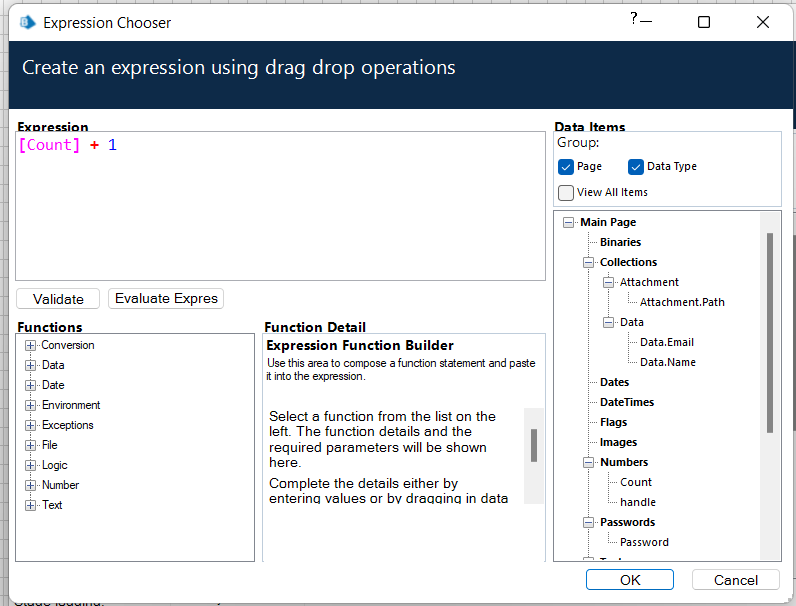 Expression Chooser
?
Create an expression using drag drop operations
Expression
[Count] + 1
Validate
Evaluate Expres
Functions
Conversion
Data
Date
Environment
Exceptions
File
Logic
Number
Text
Function Detail
Expression Function Builder
Use this area to compose a function statement and paste
it into the expression.
Select a function from the list on the
left. The function details and the
required parameters will be shown
here.
Complete the details either by
entering values or by dragging in data
Data Items
Group:
Page
Data Type
View All Items
Main Page
Binaries
Collections
Attachment
Attachment.Path
Data
Data.Email
Data.Name
Dates
DateTimes
Flags
Images
Numbers
Count
handle
Passwords
Password
OK
Cancel